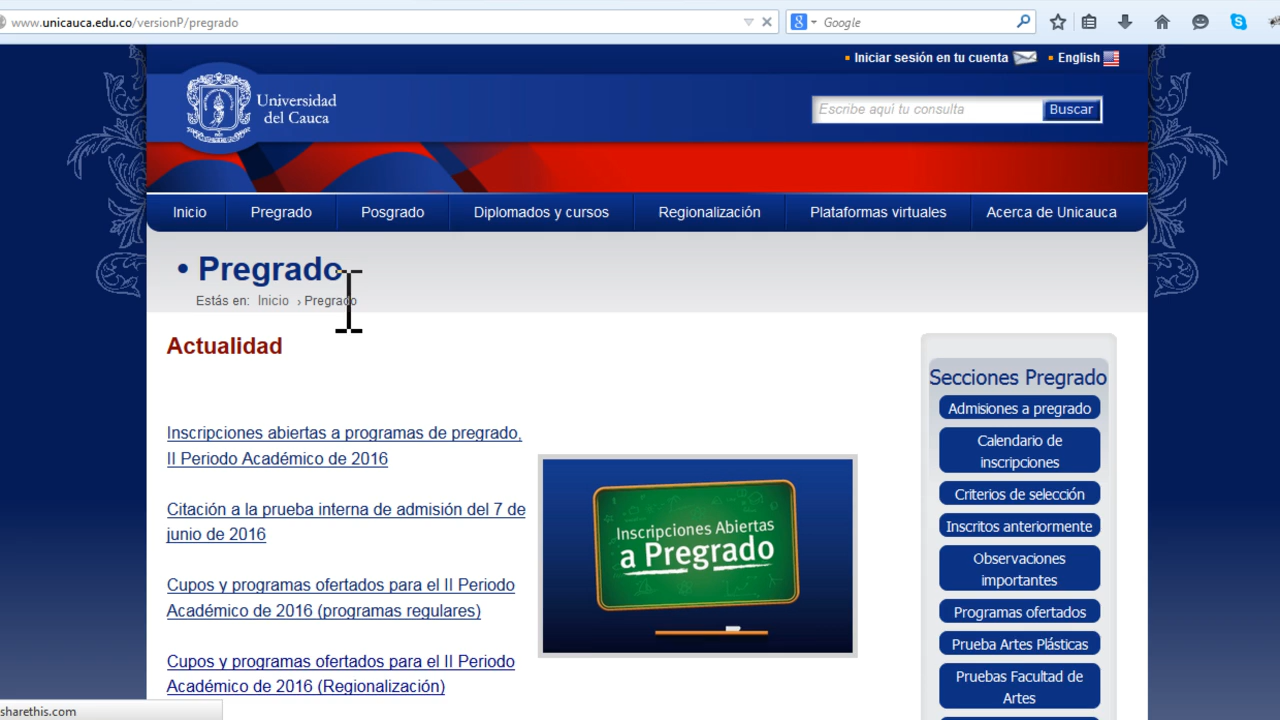 www.unicauca.edu.co/versionP/pregrado
8
Google
Iniciar sesión en tu cuenta
English
Universidad
del Cauca
Escribe aquí tu consulta
Buscar
Inicio
Pregrado
Posgrado
Diplomados y cursos
Regionalización
Plataformas virtuales
Acerca de Unicauca
• Pregrado
Estás en: Inicio › Pregrado
Actualidad
Inscripciones abiertas a programas de pregrado,
II Periodo Académico de 2016
Citación a la prueba interna de admisión del 7 de
junio de 2016
Cupos y programas ofertados para el II Periodo
Académico de 2016 (programas regulares)
Cupos y programas ofertados para el II Periodo
Académico de 2016 (Regionalización)
Inscripciones Abiertas
a Pregrado
Secciones Pregrado
Admisiones a pregrado
Calendario de
inscripciones
Criterios de selección
Inscritos anteriormente
Observaciones
importantes
Programas ofertados
Prueba Artes Plásticas
Pruebas Facultad de
Artes
sharethis.com